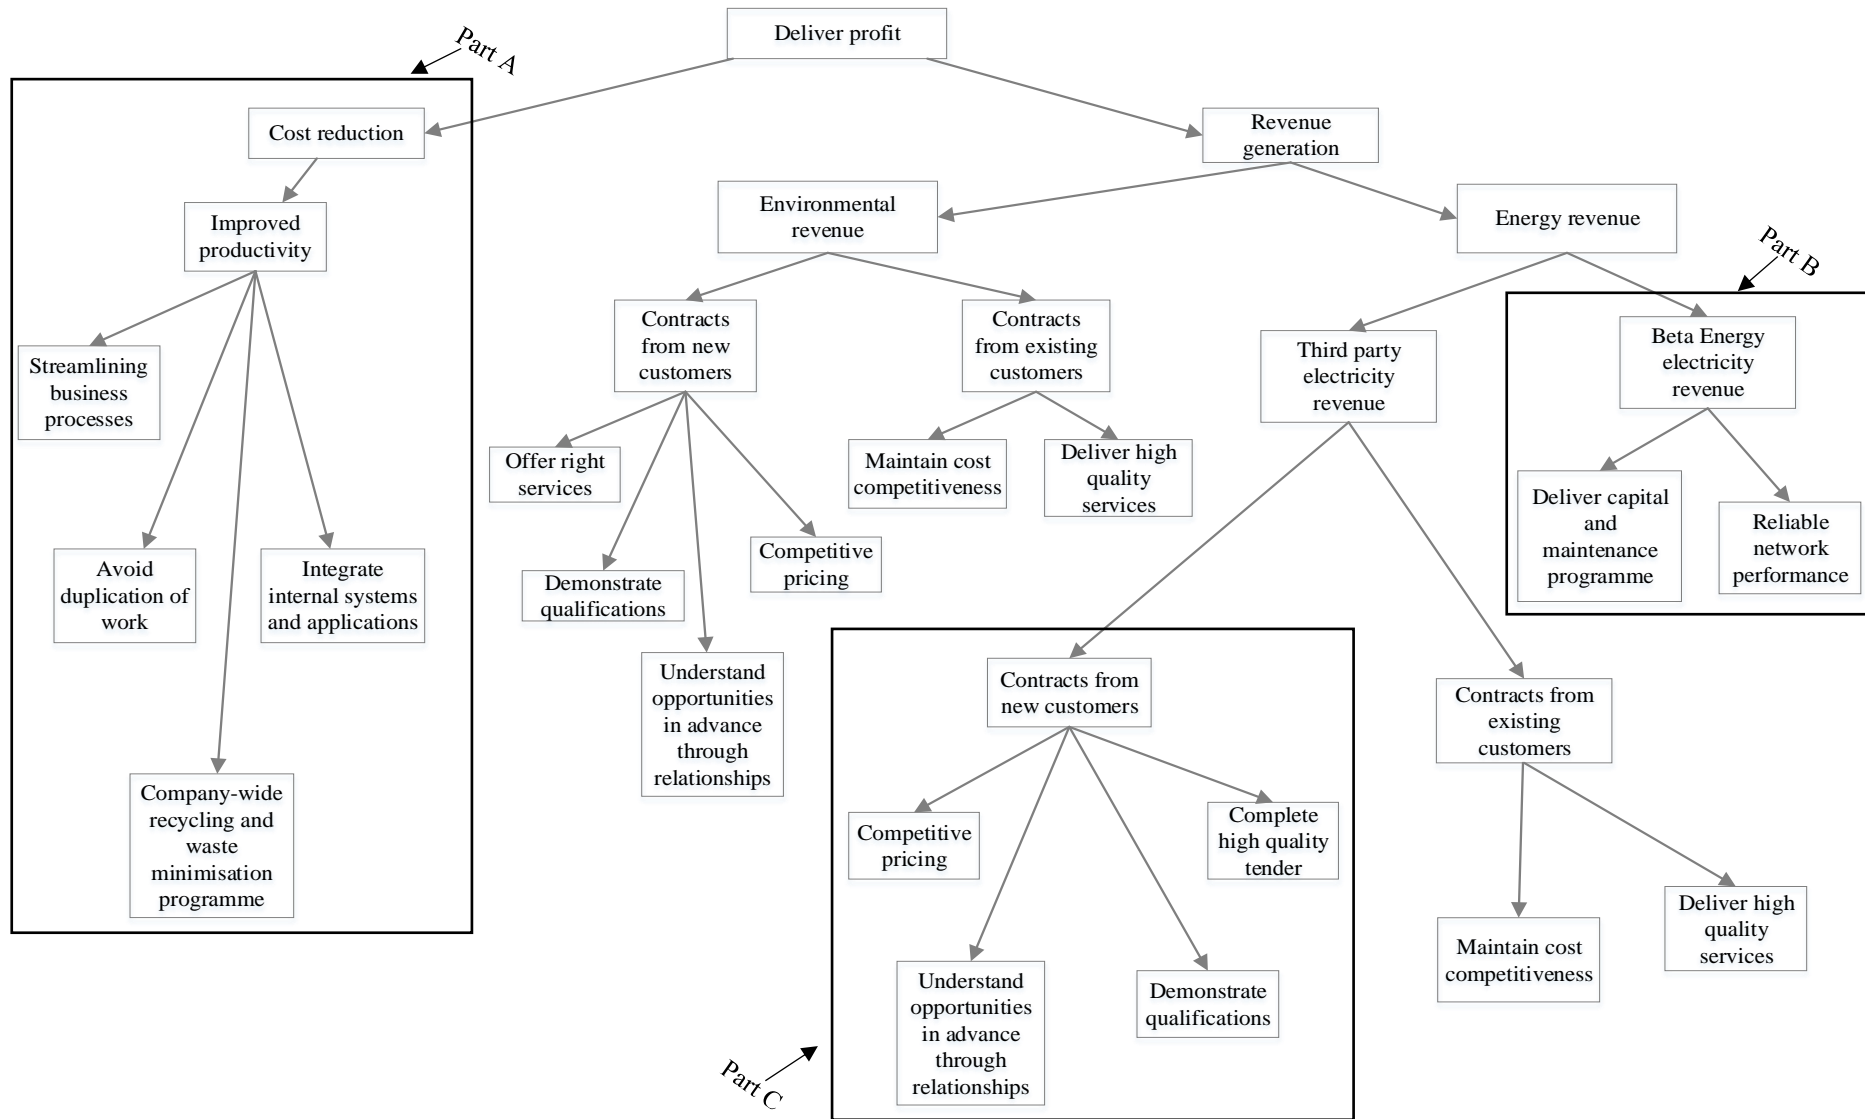 Deliver profit
Part A
Cost reduction
Revenue
generation
Improved
productivity
Environmental
revenue
Energy revenue
Part B
Streamlining
business
processes
Contracts
from new
customers
Contracts
from existing
customers
Third party
electricity
revenue
Beta Energy
electricity
revenue
Offer right
services
Maintain cost
competitiveness
Deliver high
quality
services
Deliver capital
and
maintenance
programme
Reliable
network
performance
Avoid
duplication of
work
Integrate
internal systems
and applications
Demonstrate
qualifications
Competitive
pricing
Understand
opportunities
in advance
through
relationships
Contracts from
new customers
Contracts from
existing
customers
Company-wide
recycling and
waste
minimisation
programme
Competitive
pricing
Complete
high quality
tender
Understand
opportunities
in advance
through
relationships
Demonstrate
qualifications
Maintain cost
competitiveness
Deliver high
quality
services
Part C